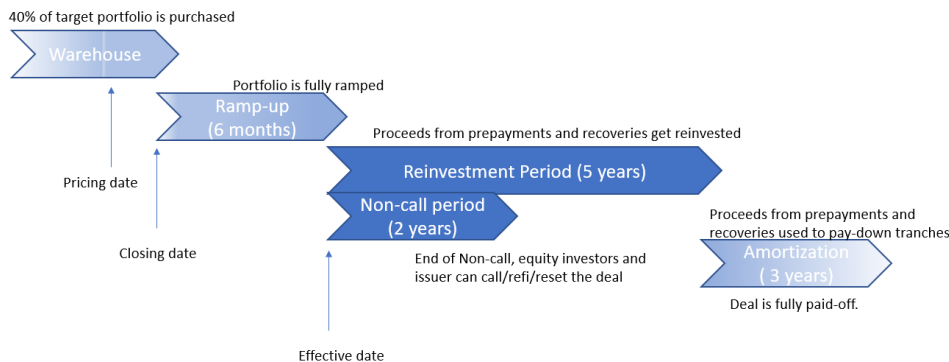 40% of target portfolio is purchased
Warehouse
Portfolio is fully ramped
Ramp-up
(6 months)
Pricing date
Proceeds from prepayments and recoveries get reinvested
Reinvestment Period (5 years)
Non-call period
(2 years)
Closing date
Proceeds from prepayments and
recoveries used to pay-down tranches
Amortization
( 3 years)
End of Non-call, equity investors and
issuer can call/refi/reset the deal
Deal is fully paid-off.
Effective date